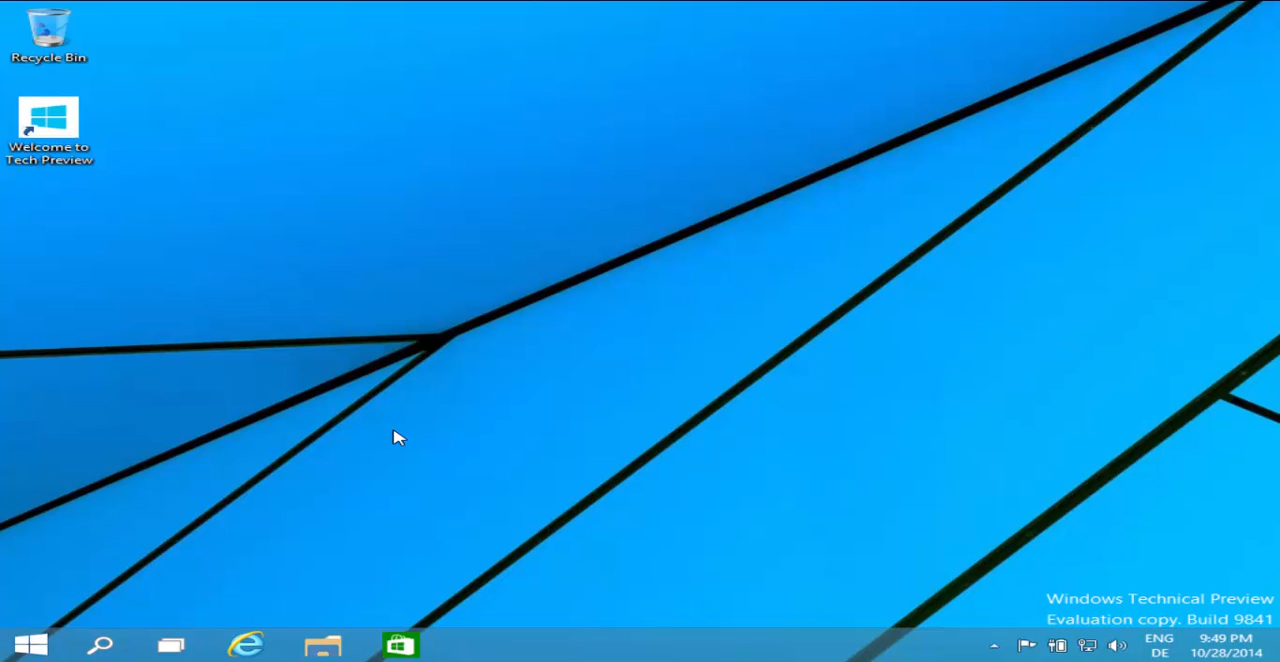 Recycle Bin
Welcome to
Tech Preview
Windows Technical Preview
Evaluation copy. Build 9841
ENG
DE
9:49 PM
10/28/2014